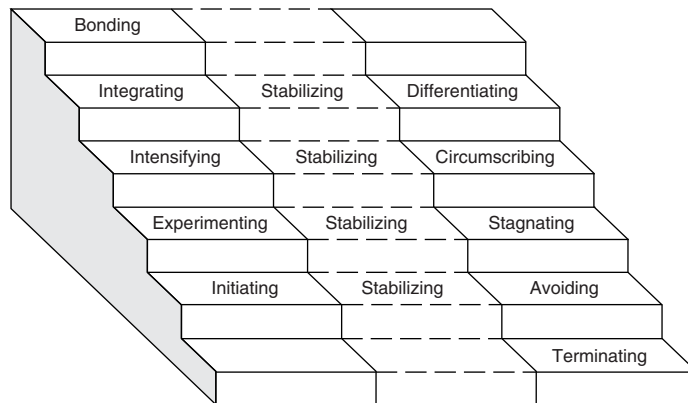 Bonding
Integrating Stabilizing Differentiating
Intensifying Stabilizing Circumscribing
Experimenting Stabilizing Stagnating
Initiating Stabilizing Avoiding
Terminating